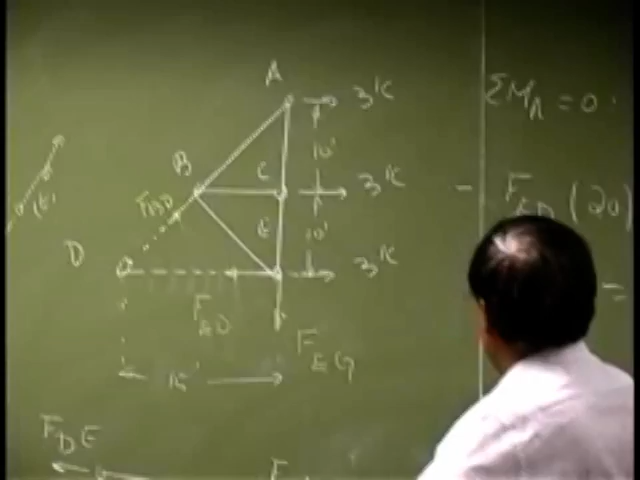 A
3K
ΣM_A = 0
10'
B
C
3K
- F_ED (20)
F_BD
E
10'
=
D
3K
F_ED
F_EG
15'
F_DE
F